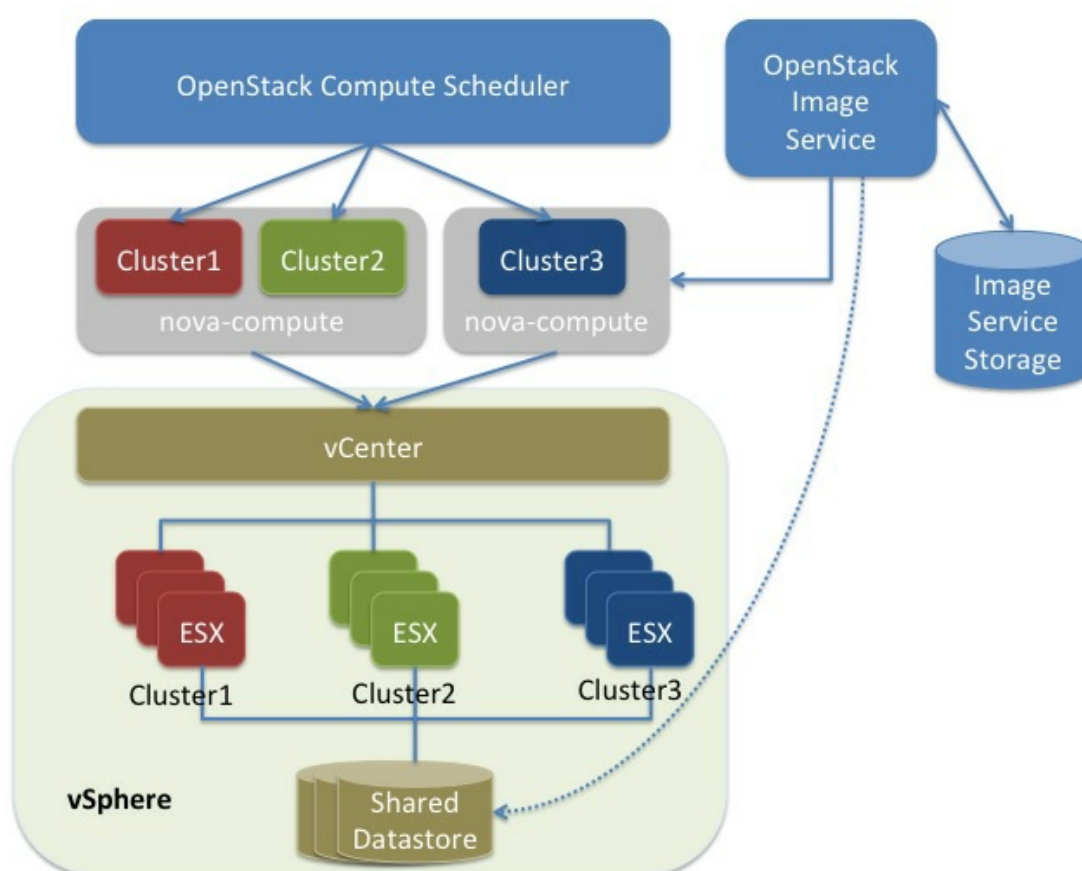 OpenStack Compute Scheduler
OpenStack
Image
Service
Cluster1
Cluster2
Cluster3
nova-compute
nova-compute
Image
Service
Storage
vCenter
ESX
ESX
ESX
Cluster1
Cluster2
Cluster3
vSphere
Shared
Datastore